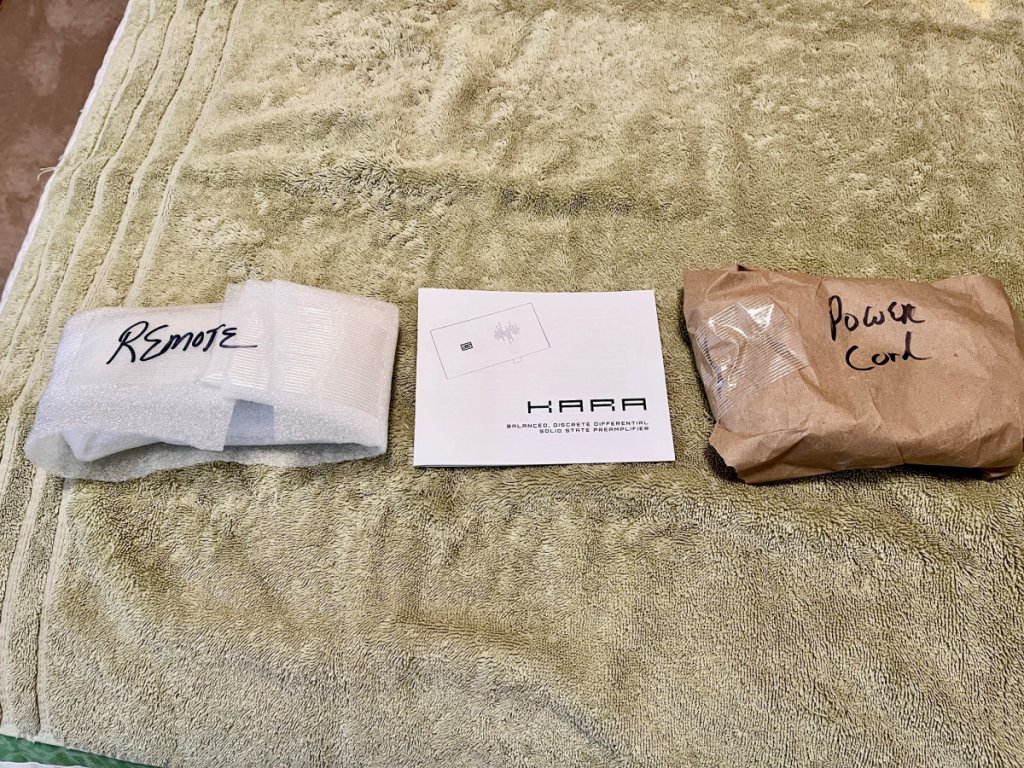 REMOTE
KARA
BALANCED, DISCRETE DIFFERENTIAL
SOLID STATE PREAMPLIFIER
Power
Cord